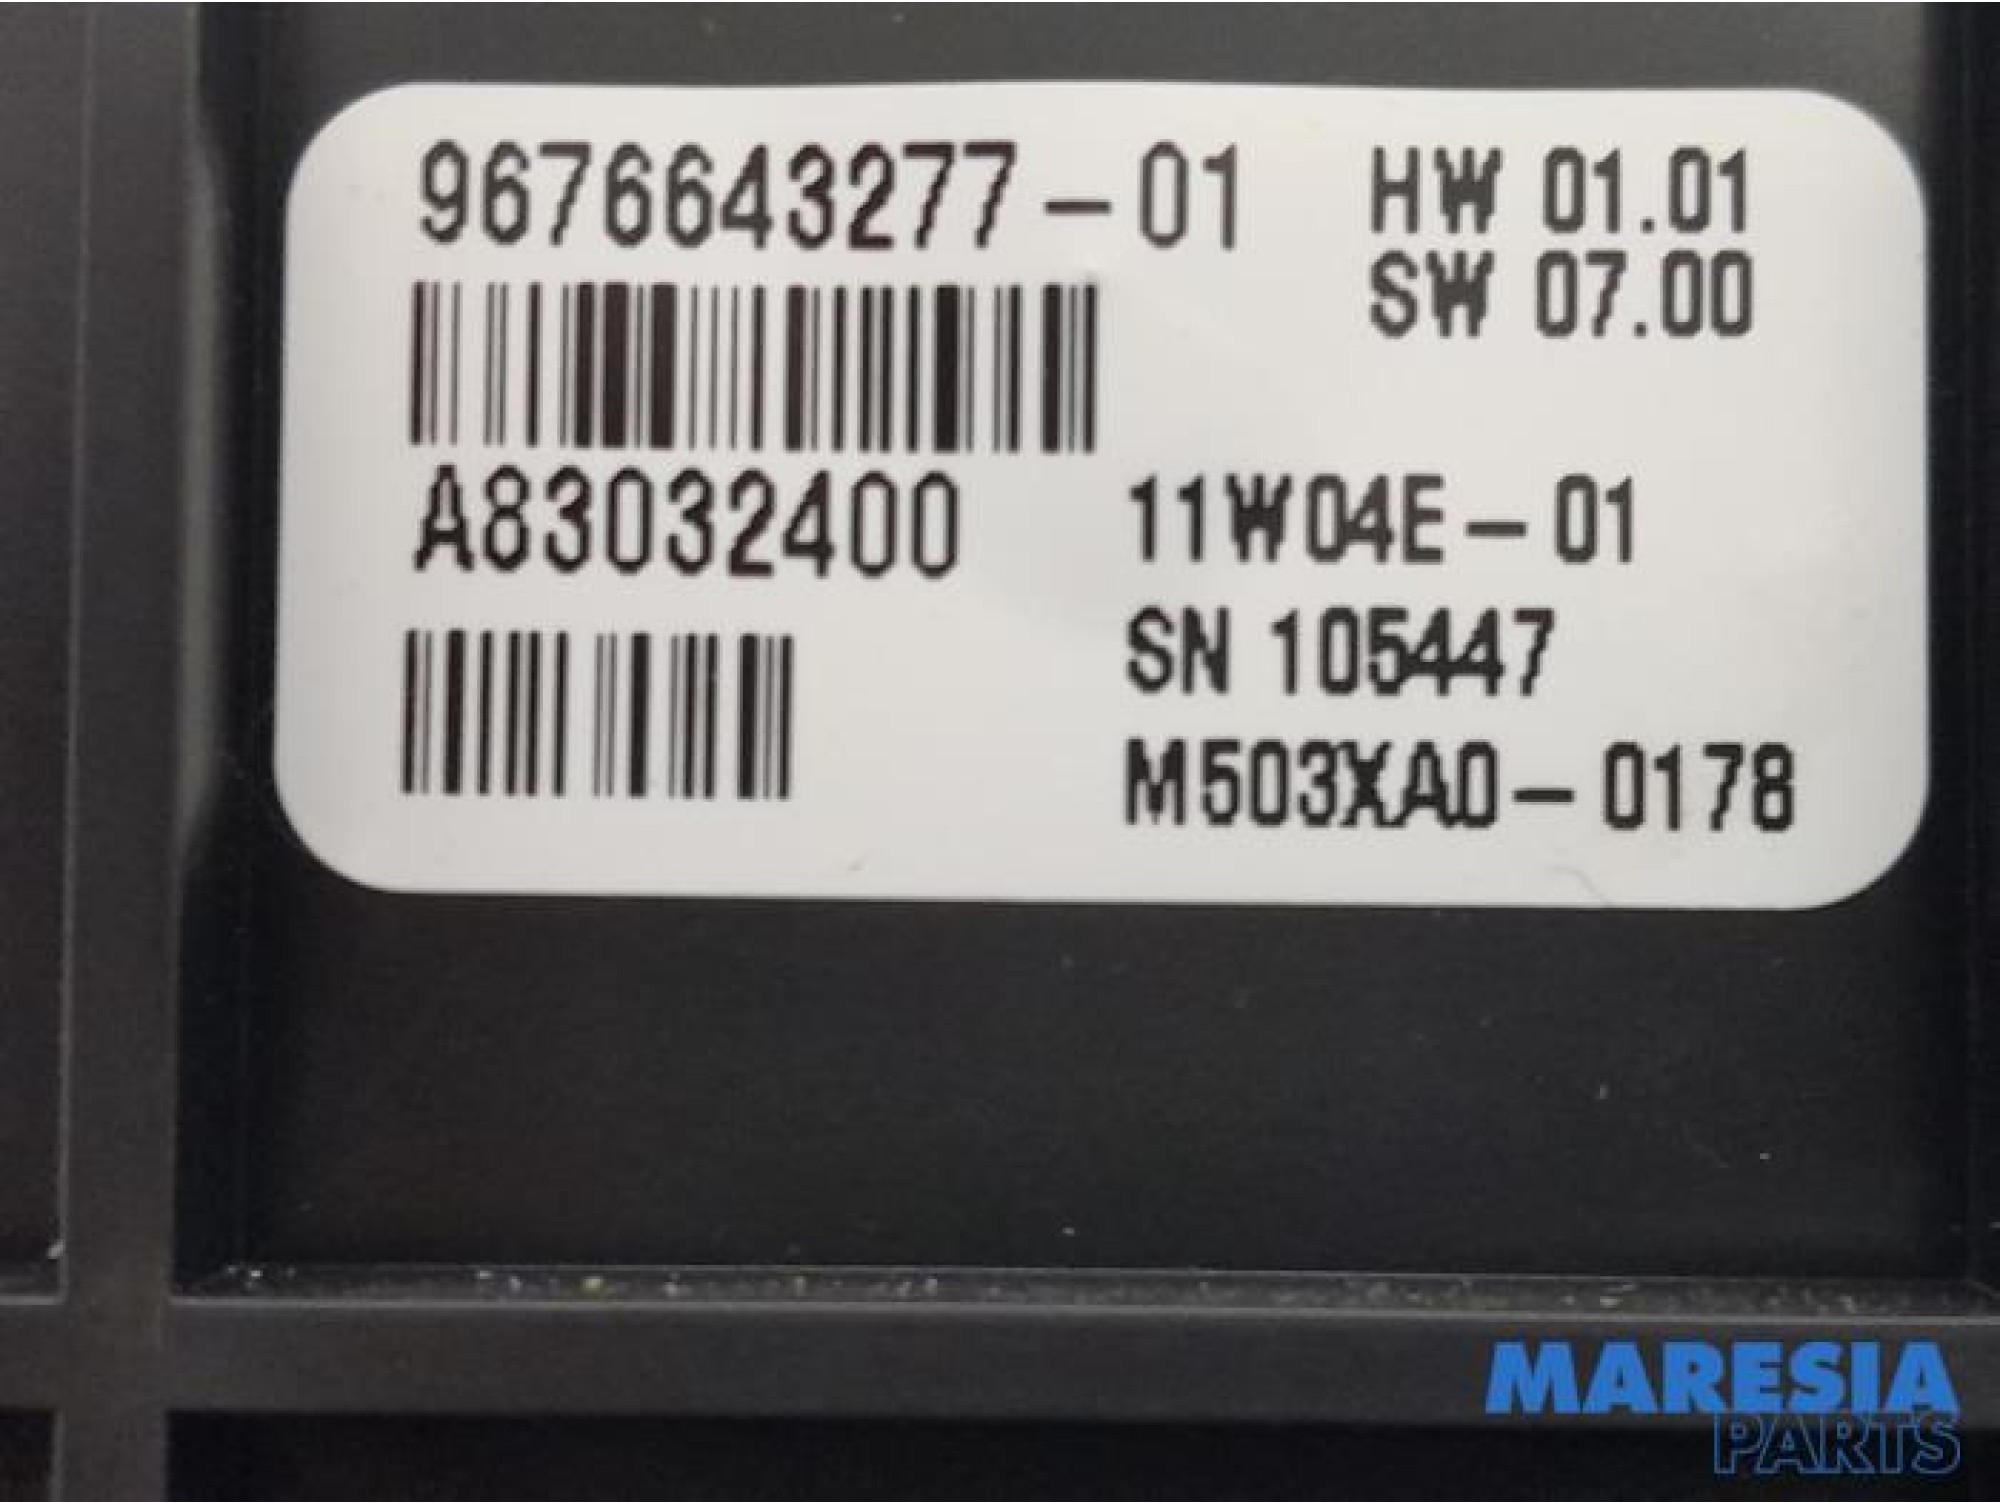 9676643277-01
HW 01.01
SW 07.00
A83032400
11W04E-01
SN 105447
M503XA0-0178
MARESIA
PARTS